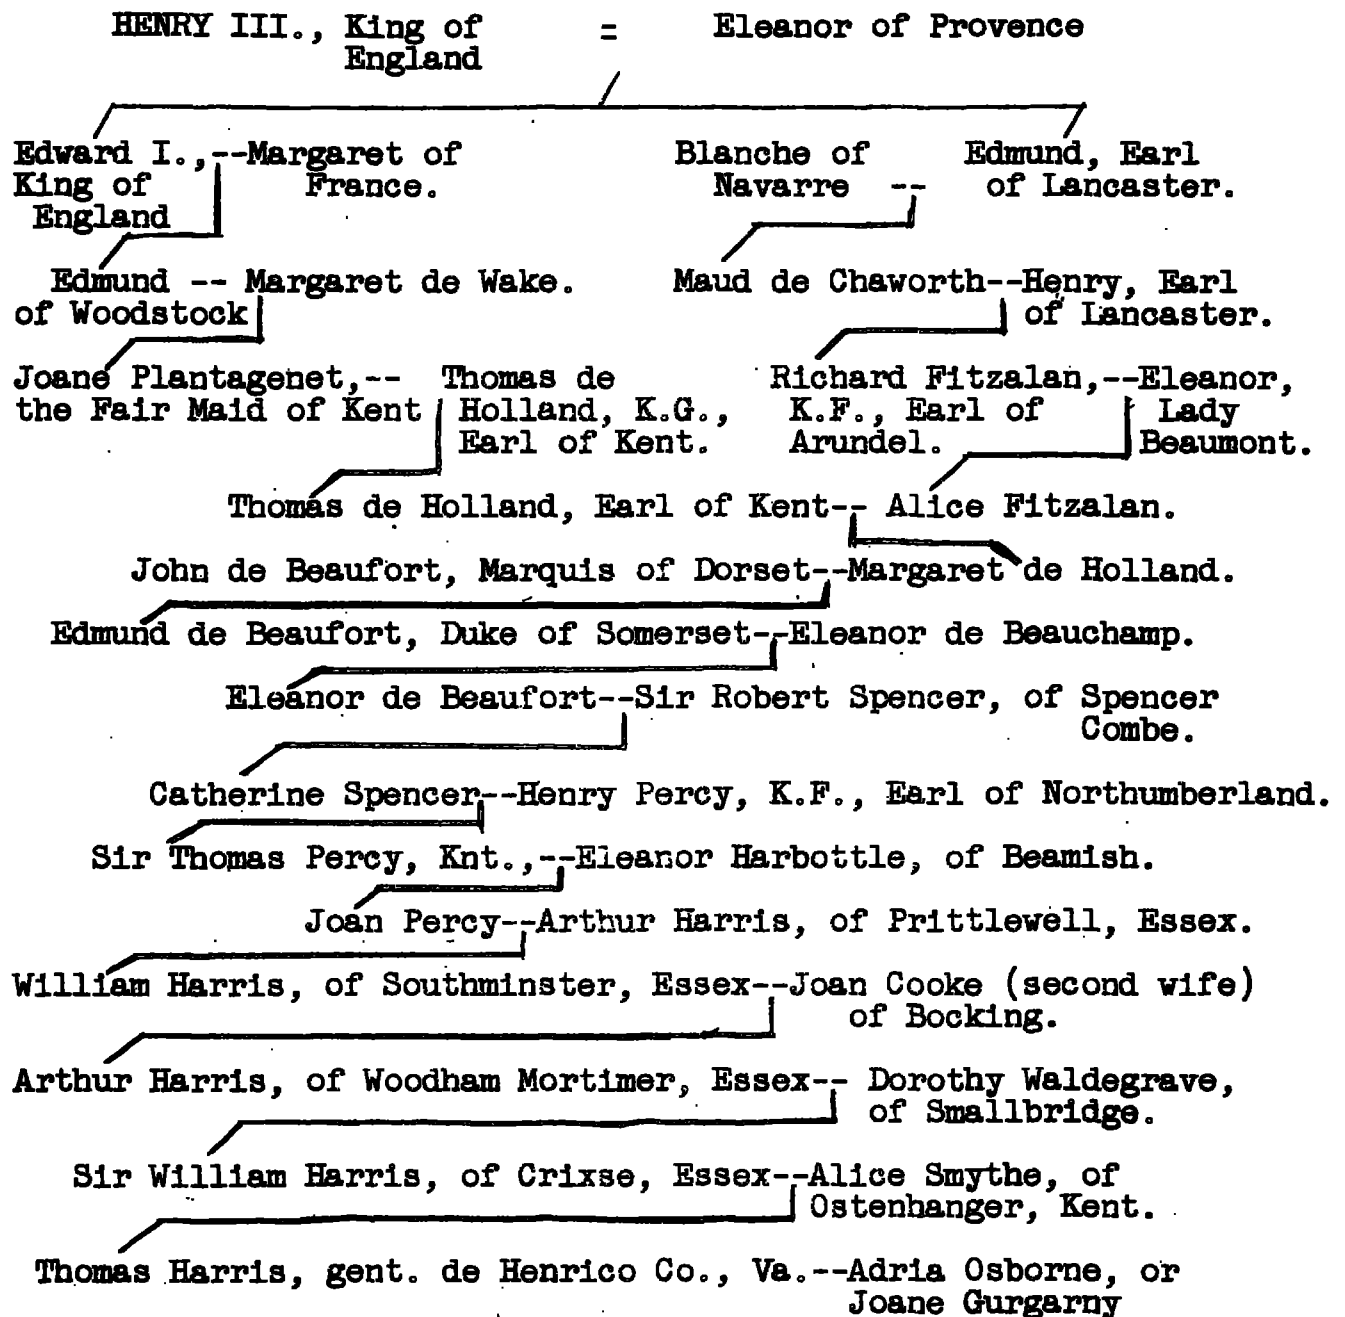 HENRY III., King of = Eleanor of Provence
England
Edward I.,--Margaret of Blanche of Edmund, Earl
King of France. Navarre -- of Lancaster.
England
Edmund -- Margaret de Wake. Maud de Chaworth--Henry, Earl
of Woodstock of Lancaster.
Joane Plantagenet,-- Thomas de Richard Fitzalan,--Eleanor,
the Fair Maid of Kent Holland, K.G., K.F., Earl of Lady
Earl of Kent. Arundel. Beaumont.
Thomas de Holland, Earl of Kent-- Alice Fitzalan.
John de Beaufort, Marquis of Dorset--Margaret de Holland.
Edmund de Beaufort, Duke of Somerset--Eleanor de Beauchamp.
Eleanor de Beaufort--Sir Robert Spencer, of Spencer
Combe.
Catherine Spencer--Henry Percy, K.F., Earl of Northumberland.
Sir Thomas Percy, Knt.,--Eleanor Harbottle, of Beamish.
Joan Percy--Arthur Harris, of Prittlewell, Essex.
William Harris, of Southminster, Essex--Joan Cooke (second wife)
of Bocking.
Arthur Harris, of Woodham Mortimer, Essex-- Dorothy Waldegrave,
of Smallbridge.
Sir William Harris, of Crixse, Essex--Alice Smythe, of
Ostenhanger, Kent.
Thomas Harris, gent. de Henrico Co., Va.--Adria Osborne, or
Joane Gurgarny